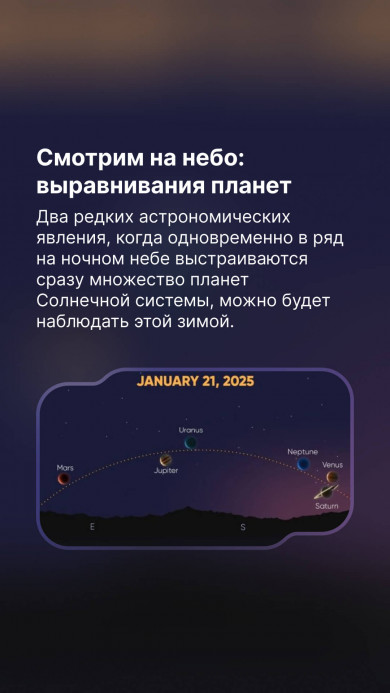 Смотрим на небо:
выравнивания планет
Два редких астрономических
явления, когда одновременно в ряд
на ночном небе выстраиваются
сразу множество планет
Солнечной системы, можно будет
наблюдать этой зимой.
JANUARY 21, 2025
Uranus
Neptune
Mars
Jupiter
Venus
Saturn
E
S